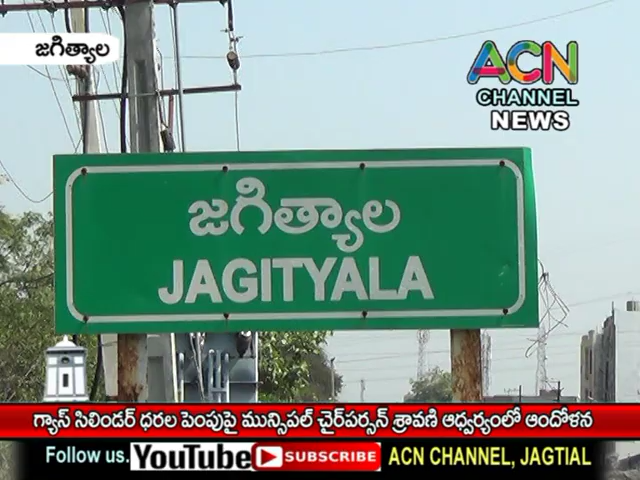 జగిత్యాల
ACN
CHANNEL
NEWS
జగిత్యాల
JAGITYALA
గ్యాస్ సిలిండర్ ధరల పెంపుపై మున్సిపల్ చైర్‌పర్సన్ శ్రావణి ఆధ్వర్యంలో ఆందోళన
Follow us. YouTube SUBSCRIBE ACN CHANNEL, JAGTIAL